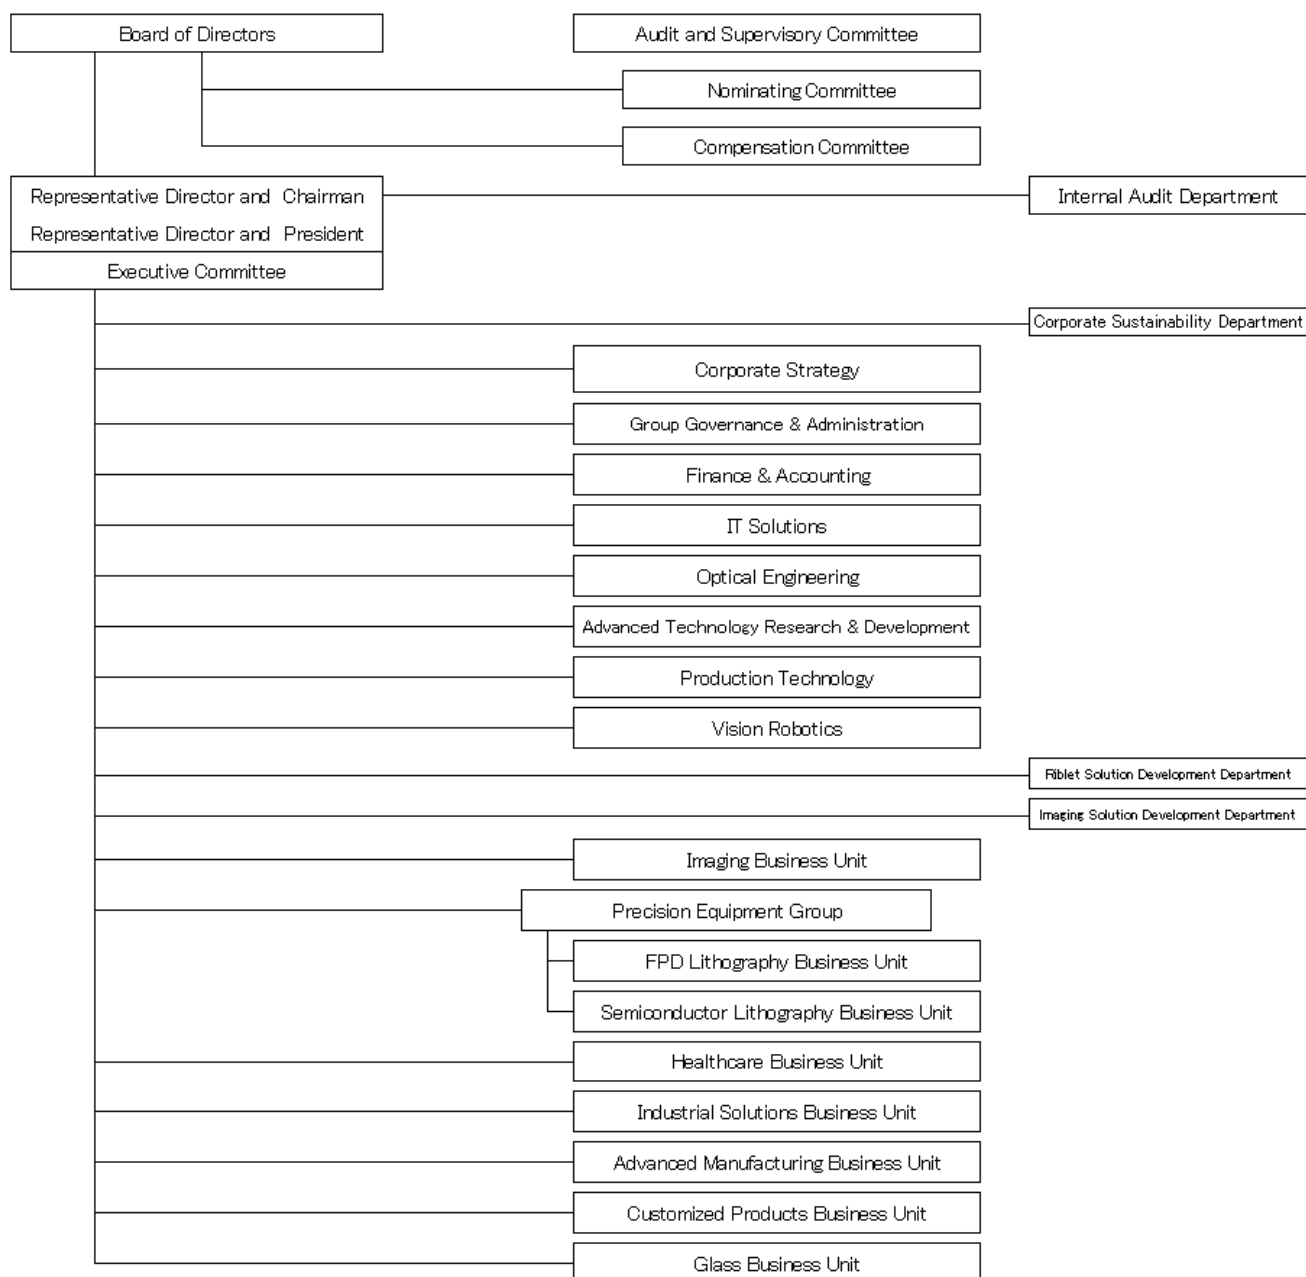 Board of Directors
Audit and Supervisory Committee
Nominating Committee
Compensation Committee
Representative Director and Chairman
Internal Audit Department
Representative Director and President
Executive Committee
Corporate Sustainability Department
Corporate Strategy
Group Governance & Administration
Finance & Accounting
IT Solutions
Optical Engineering
Advanced Technology Research & Development
Production Technology
Vision Robotics
Riblet Solution Development Department
Imaging Solution Development Department
Imaging Business Unit
Precision Equipment Group
FPD Lithography Business Unit
Semiconductor Lithography Business Unit
Healthcare Business Unit
Industrial Solutions Business Unit
Advanced Manufacturing Business Unit
Customized Products Business Unit
Glass Business Unit